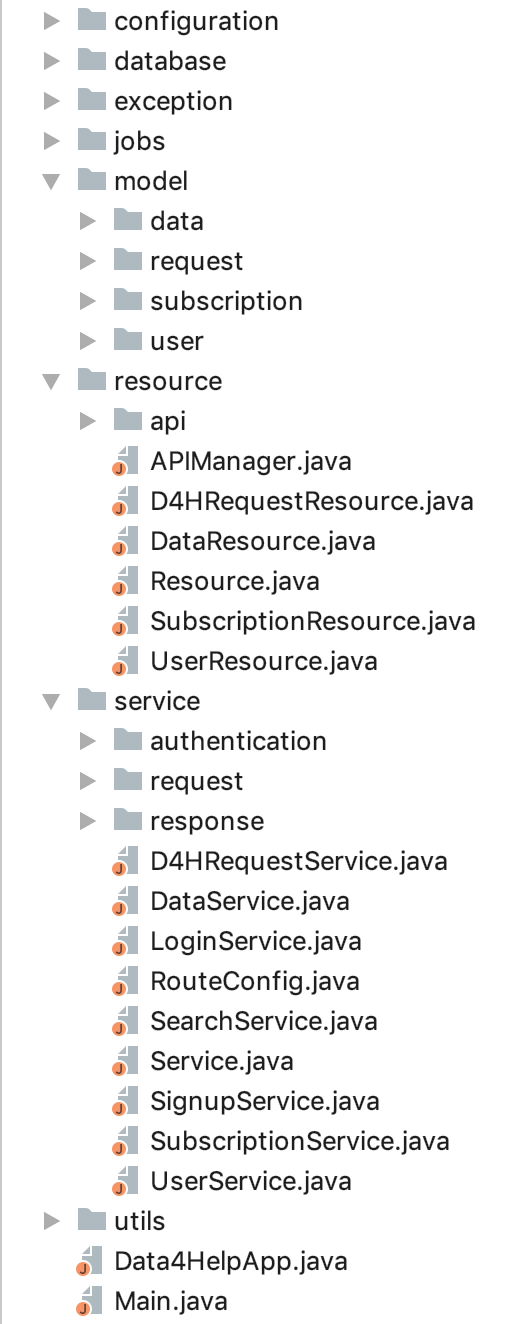 configuration
database
exception
jobs
model
data
request
subscription
user
resource
api
APIManager.java
D4HRequestResource.java
DataResource.java
Resource.java
SubscriptionResource.java
UserResource.java
service
authentication
request
response
D4HRequestService.java
DataService.java
LoginService.java
RouteConfig.java
SearchService.java
Service.java
SignupService.java
SubscriptionService.java
UserService.java
utils
Data4HelpApp.java
Main.java